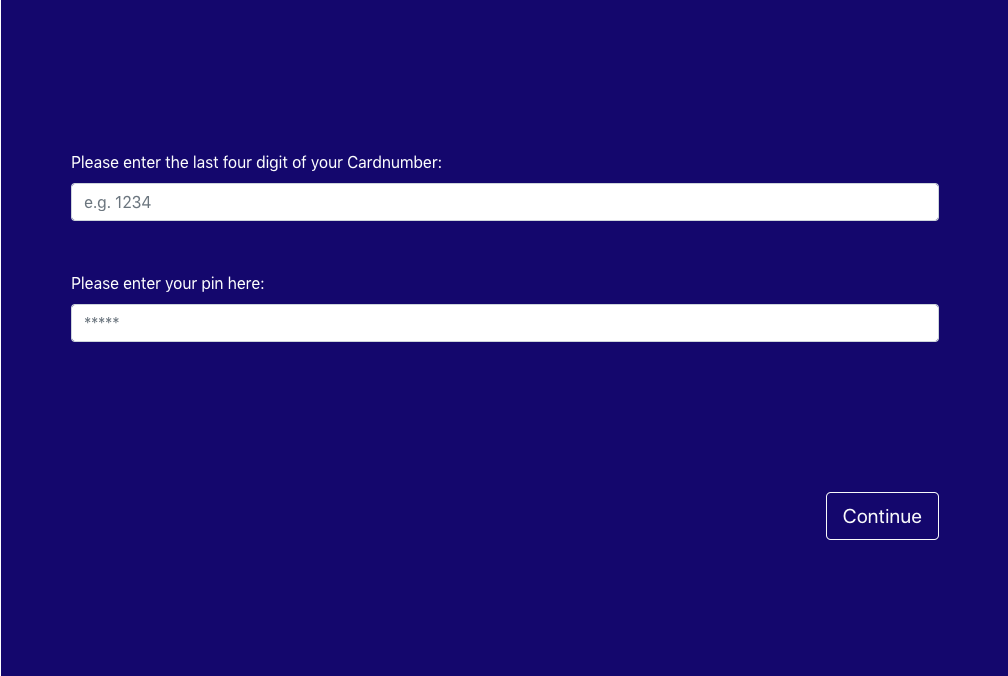 Please enter the last four digit of your Cardnumber:
e.g. 1234
Please enter your pin here:
*****
Continue